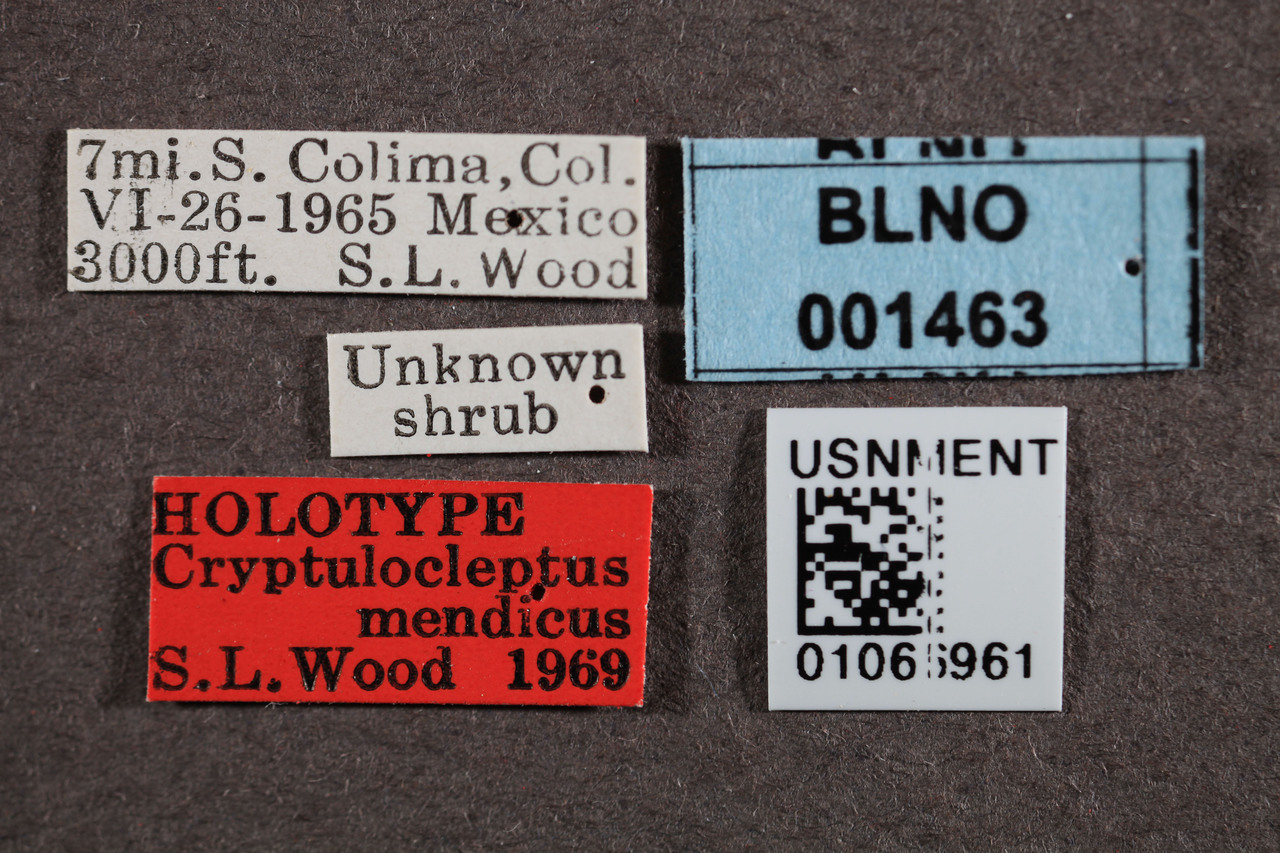 7mi.S. Colima,Col.
VI-26-1965 Mexico
3000ft. S.L. Wood
Unknown
shrub
HOLOTYPE
Cryptulocleptus
mendicus
S.L.Wood 1969
BLNO
001463
USNMENT
01066961